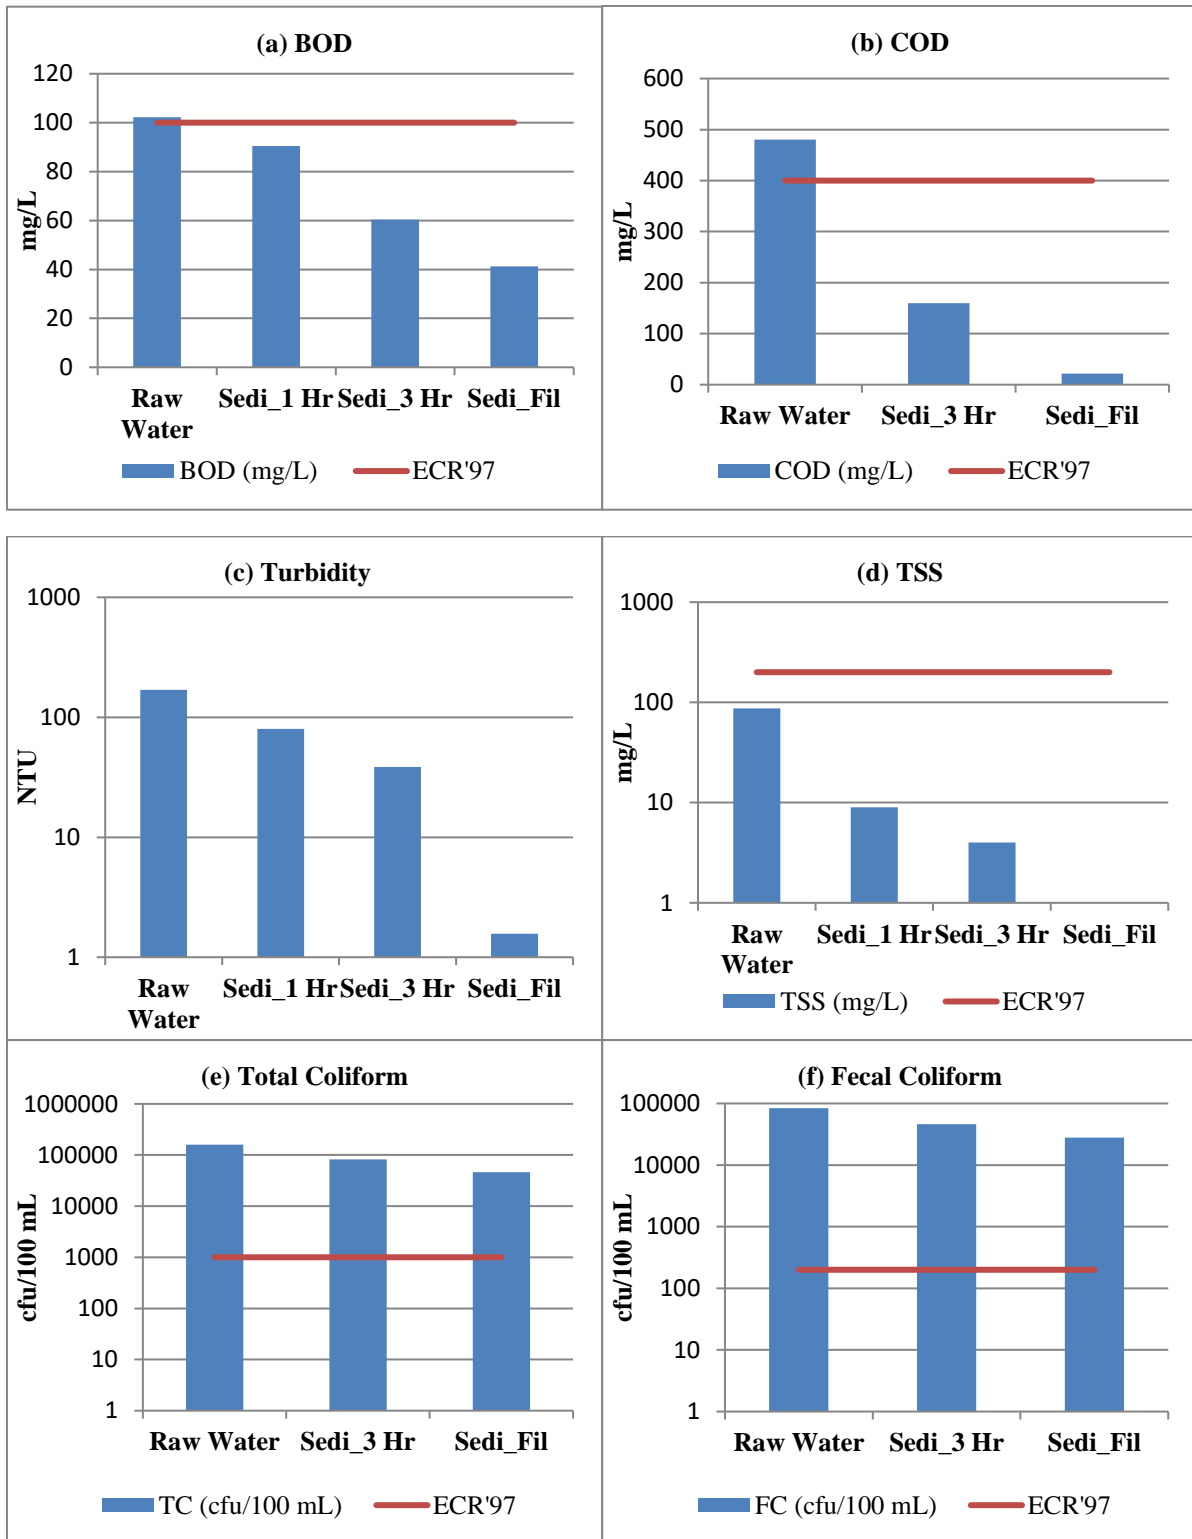 (a) BOD
120
100
80
60
40
20
0
mg/L
Raw Water
Sedi_1 Hr
Sedi_3 Hr
Sedi_Fil
BOD (mg/L)
ECR'97
(b) COD
600
500
400
300
200
100
0
mg/L
Raw Water
Sedi_3 Hr
Sedi_Fil
COD (mg/L)
ECR'97
(c) Turbidity
1000
100
10
1
NTU
Raw Water
Sedi_1 Hr
Sedi_3 Hr
Sedi_Fil
(d) TSS
1000
100
10
1
mg/L
Raw Water
Sedi_1 Hr
Sedi_3 Hr
Sedi_Fil
TSS (mg/L)
ECR'97
(e) Total Coliform
1000000
100000
10000
1000
100
10
1
cfu/100 mL
Raw Water
Sedi_3 Hr
Sedi_Fil
TC (cfu/100 mL)
ECR'97
(f) Fecal Coliform
100000
10000
1000
100
10
1
cfu/100 mL
Raw Water
Sedi_3 Hr
Sedi_Fil
FC (cfu/100 mL)
ECR'97